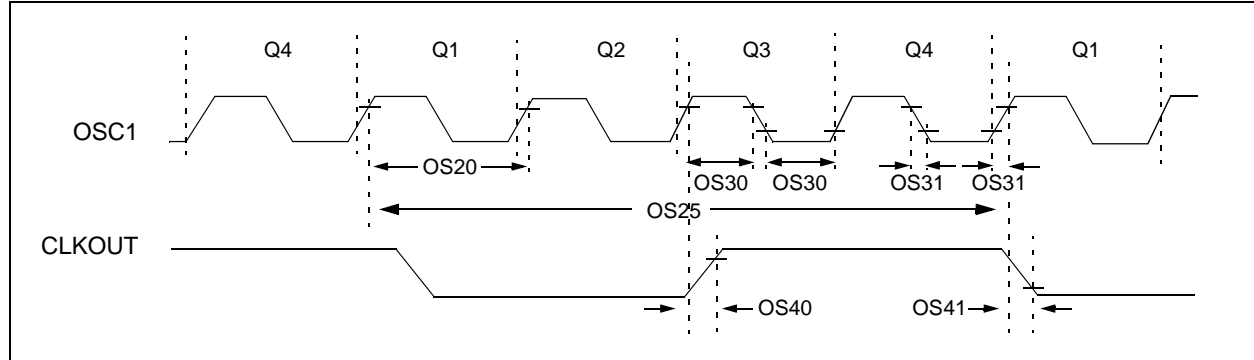 Q4 Q1 Q2 Q3 Q4 Q1
OSC1
OS20
OS30 OS30 OS31 OS31
OS25
CLKOUT
OS40 OS41